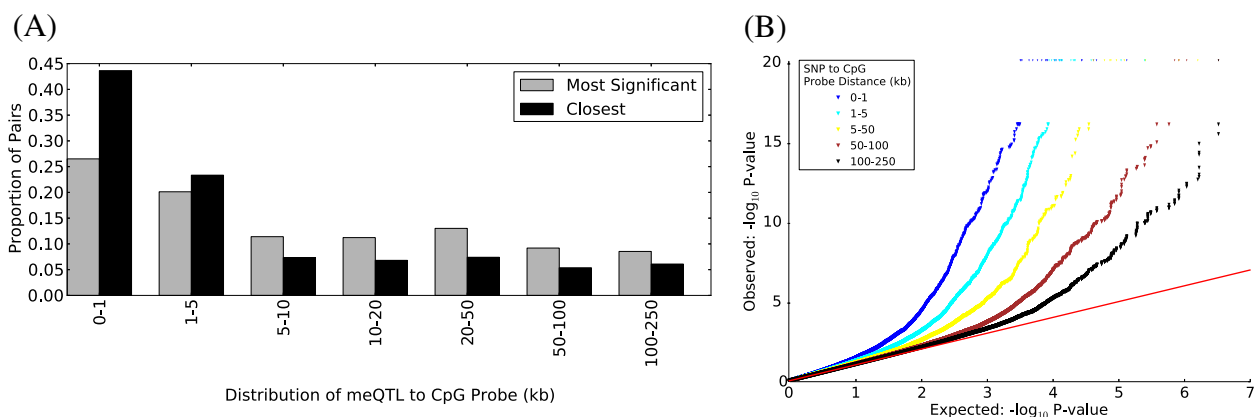 (A)
Proportion of Pairs
0.45
0.40
0.35
0.30
0.25
0.20
0.15
0.10
0.05
0.00
Most Significant
Closest
0-1
1-5
5-10
10-20
20-50
50-100
100-250
Distribution of meQTL to CpG Probe (kb)
(B)
Observed: -log10 P-value
20
15
10
5
0
SNP to CpG
Probe Distance (kb)
0-1
1-5
5-50
50-100
100-250
0 1 2 3 4 5 6 7
Expected: -log10 P-value